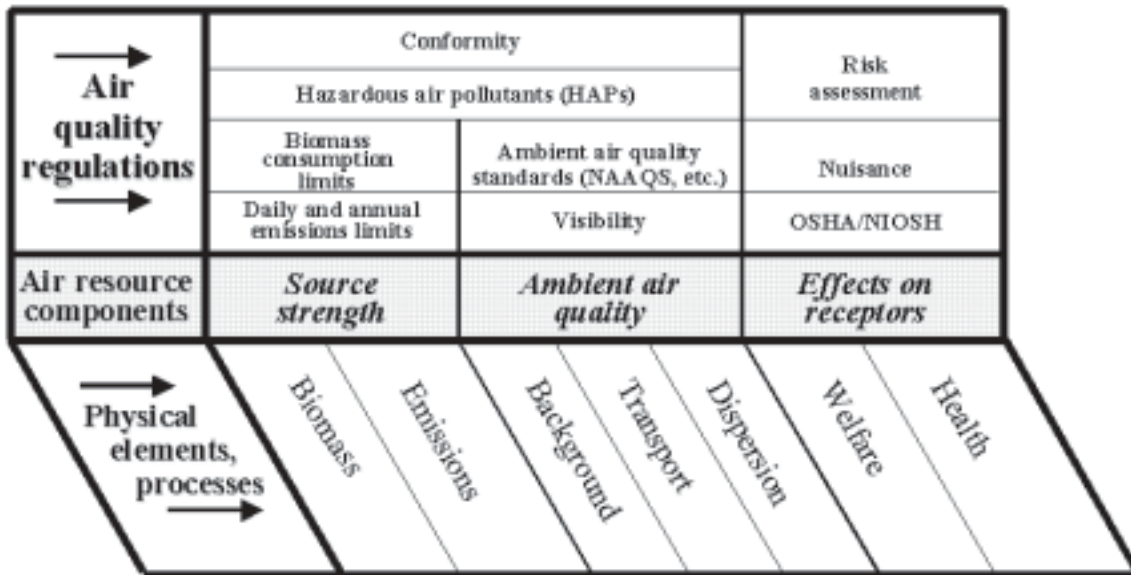 Air
quality
regulations
Conformity
Hazardous air pollutants (HAPs)
Risk
assessment
Biomass
consumption
limits
Ambient air quality
standards (NAAQS, etc.)
Nuisance
Daily and annual
emissions limits
Visibility
OSHA/NIOSH
Air resource
components
Source
strength
Ambient air
quality
Effects on
receptors
Physical
elements,
processes
Biomass
Emissions
Background
Transport
Dispersion
Welfare
Health